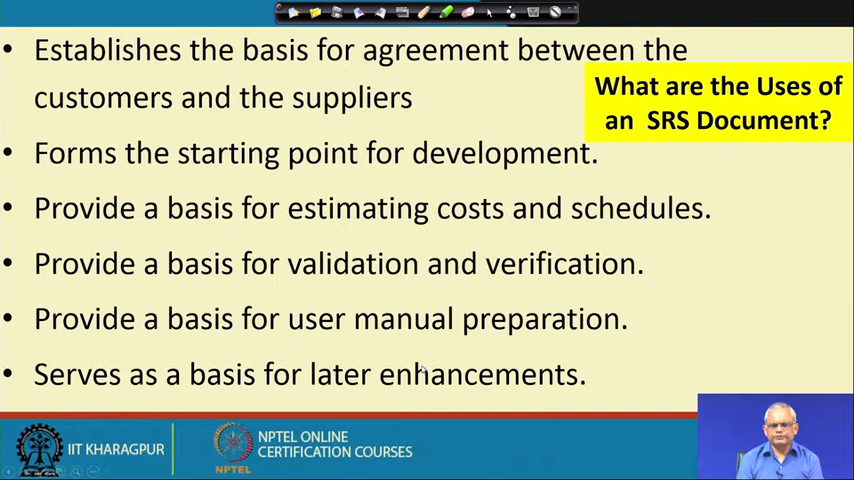 • Establishes the basis for agreement between the
customers and the suppliers
What are the Uses of
an SRS Document?
• Forms the starting point for development.
• Provide a basis for estimating costs and schedules.
• Provide a basis for validation and verification.
• Provide a basis for user manual preparation.
• Serves as a basis for later enhancements.
IIT KHARAGPUR
NPTEL
NPTEL ONLINE
CERTIFICATION COURSES